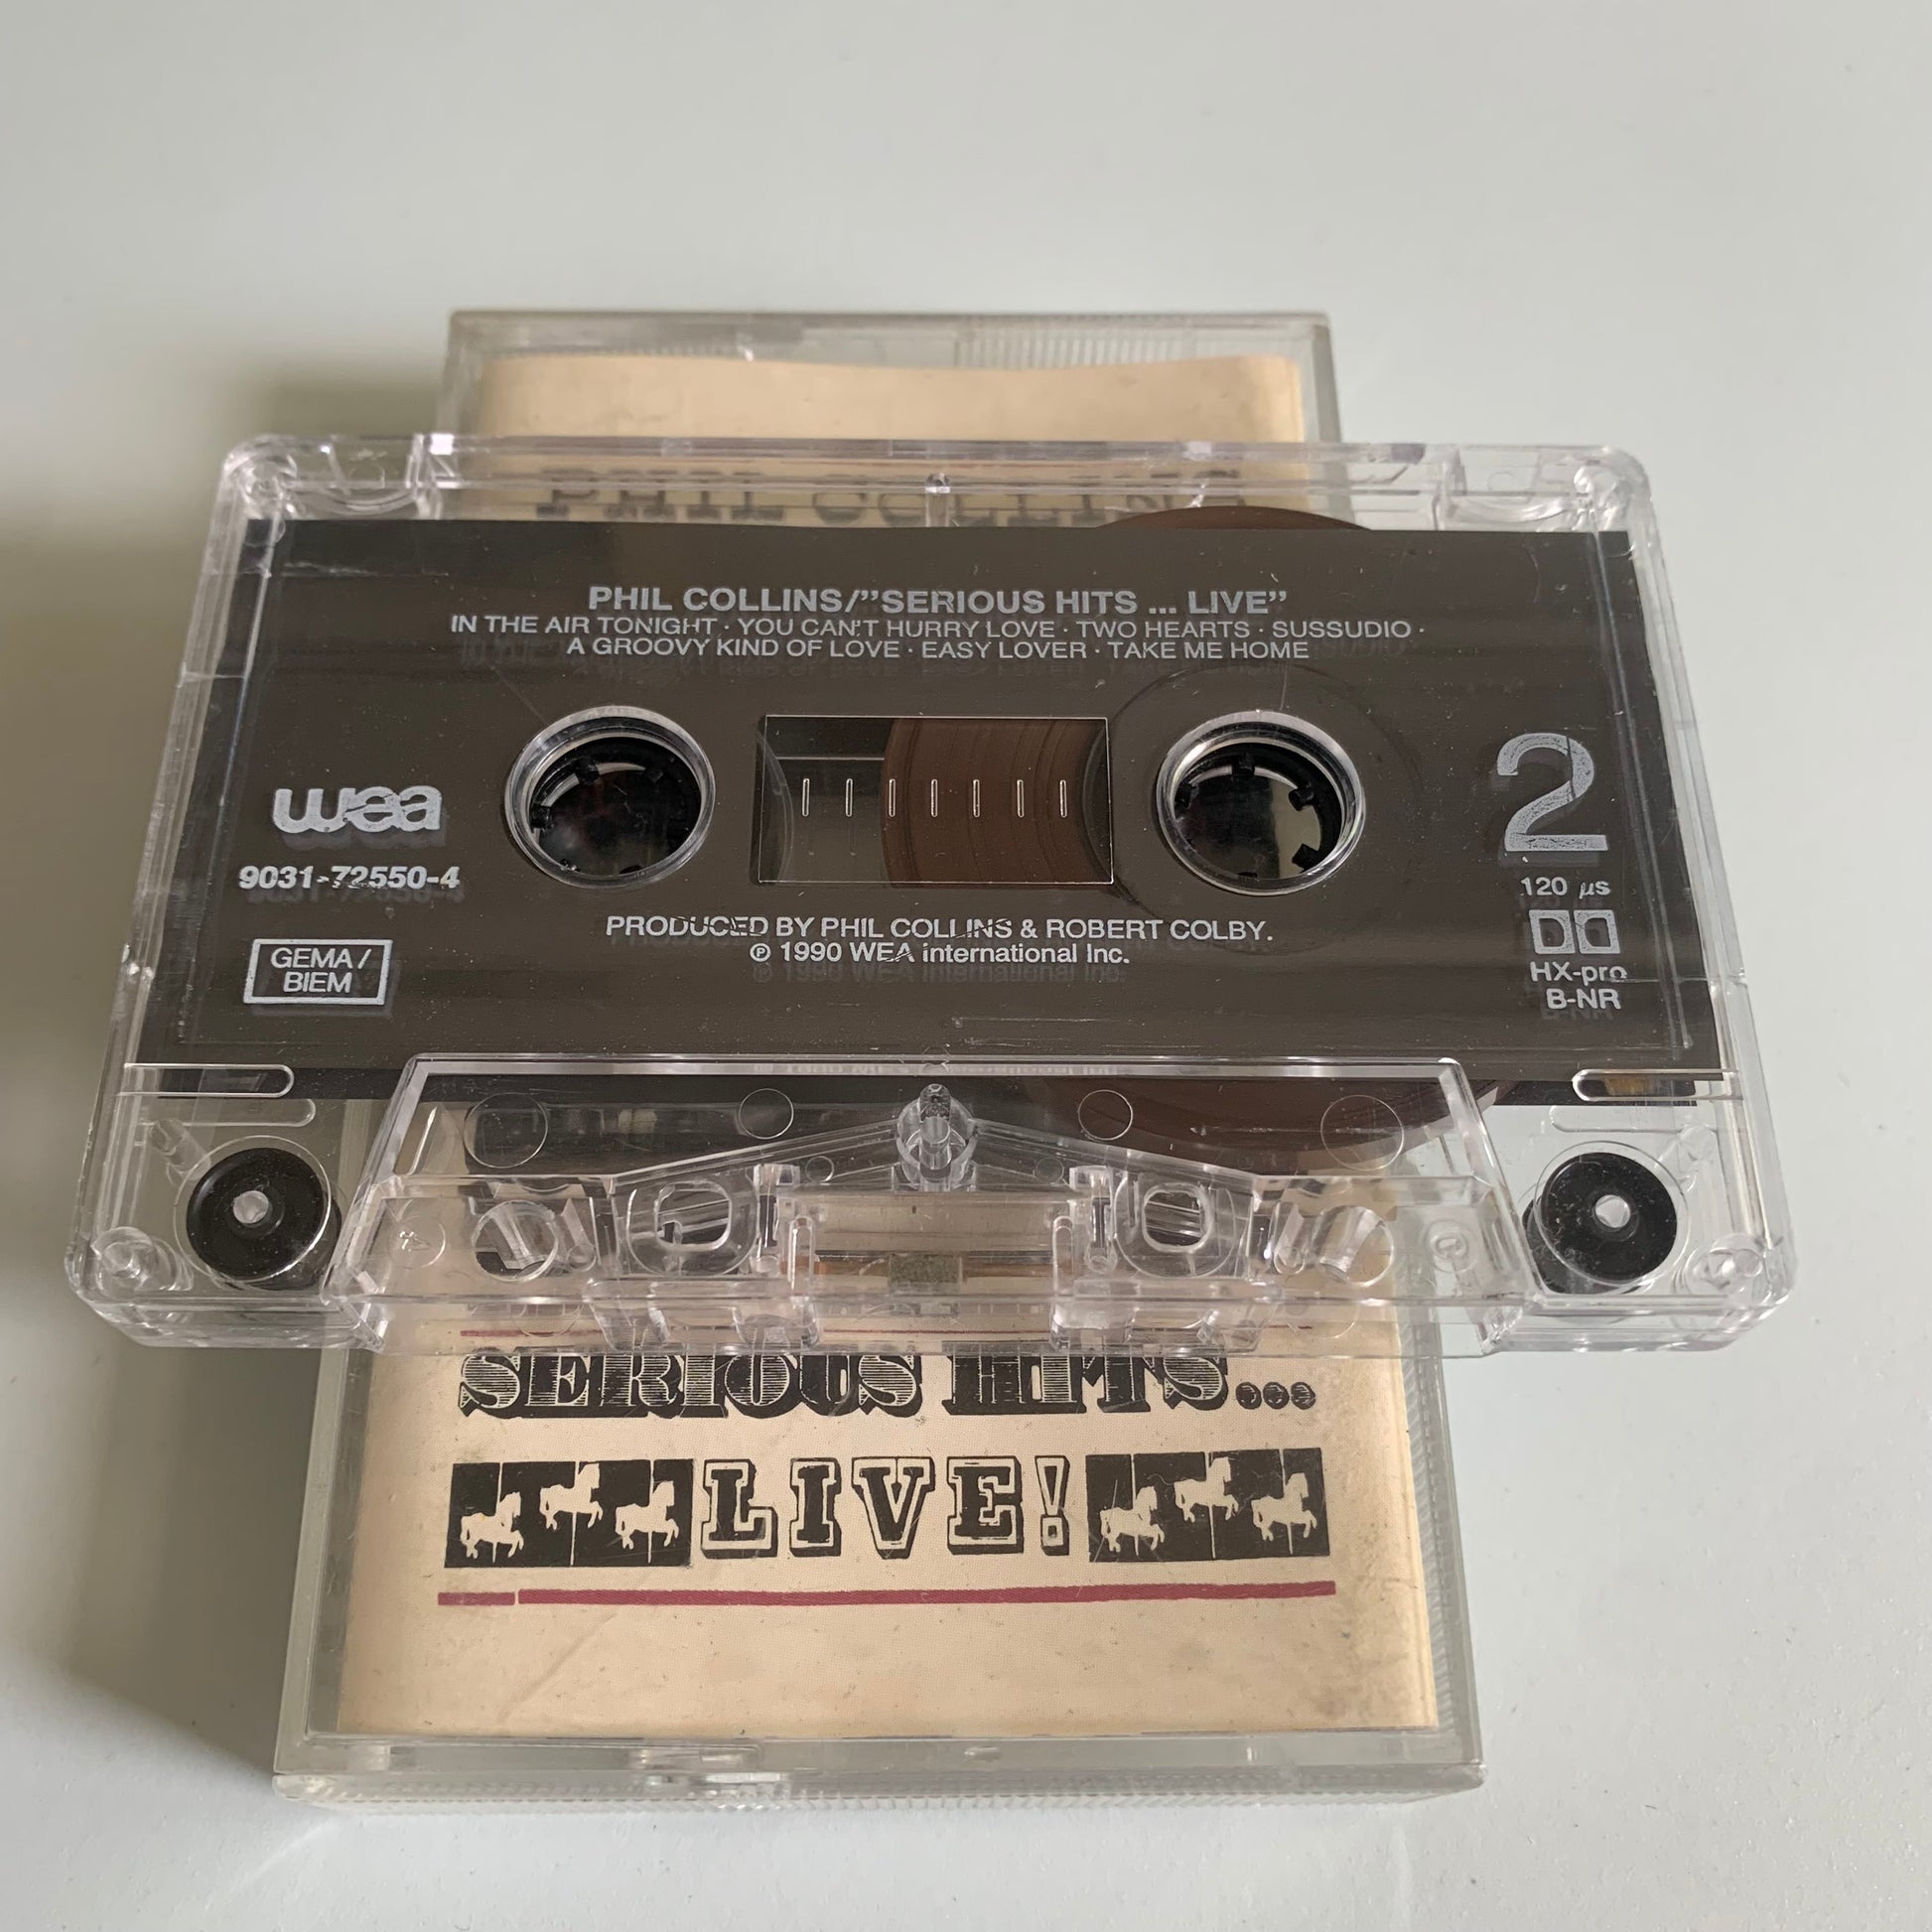 PHIL COLLINS
PHIL COLLINS/"SERIOUS HITS ... LIVE"
IN THE AIR TONIGHT · YOU CAN'T HURRY LOVE · TWO HEARTS · SUSSUDIO ·
A GROOVY KIND OF LOVE · EASY LOVER · TAKE ME HOME
wea
9031-72550-4
GEMA/
BIEM
2
120 µs
HX-pro
B-NR
PRODUCED BY PHIL COLLINS & ROBERT COLBY.
℗ 1990 WEA international Inc.
SERIOUS HITS...
LIVE!